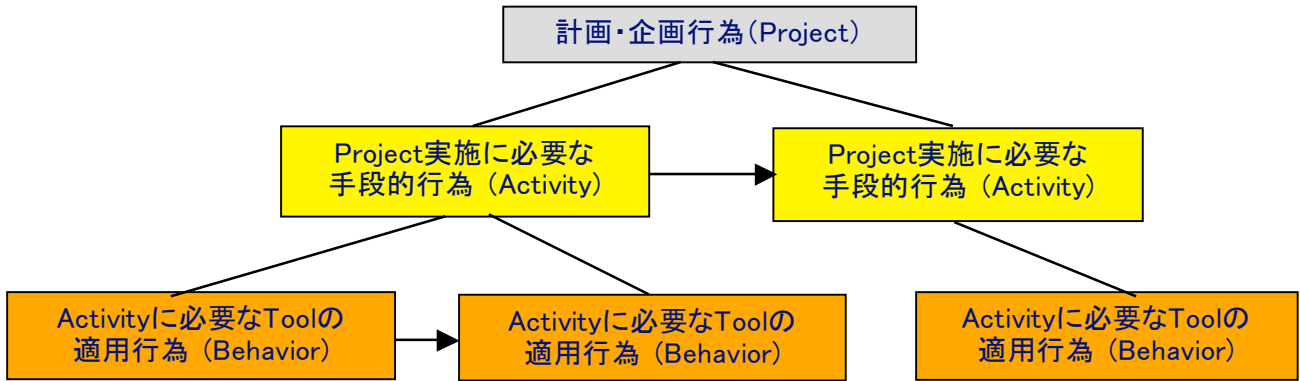 計画・企画行為(Project)
Project実施に必要な
手段的行為 (Activity)
Project実施に必要な
手段的行為 (Activity)
Activityに必要なToolの
適用行為 (Behavior)
Activityに必要なToolの
適用行為 (Behavior)
Activityに必要なToolの
適用行為 (Behavior)